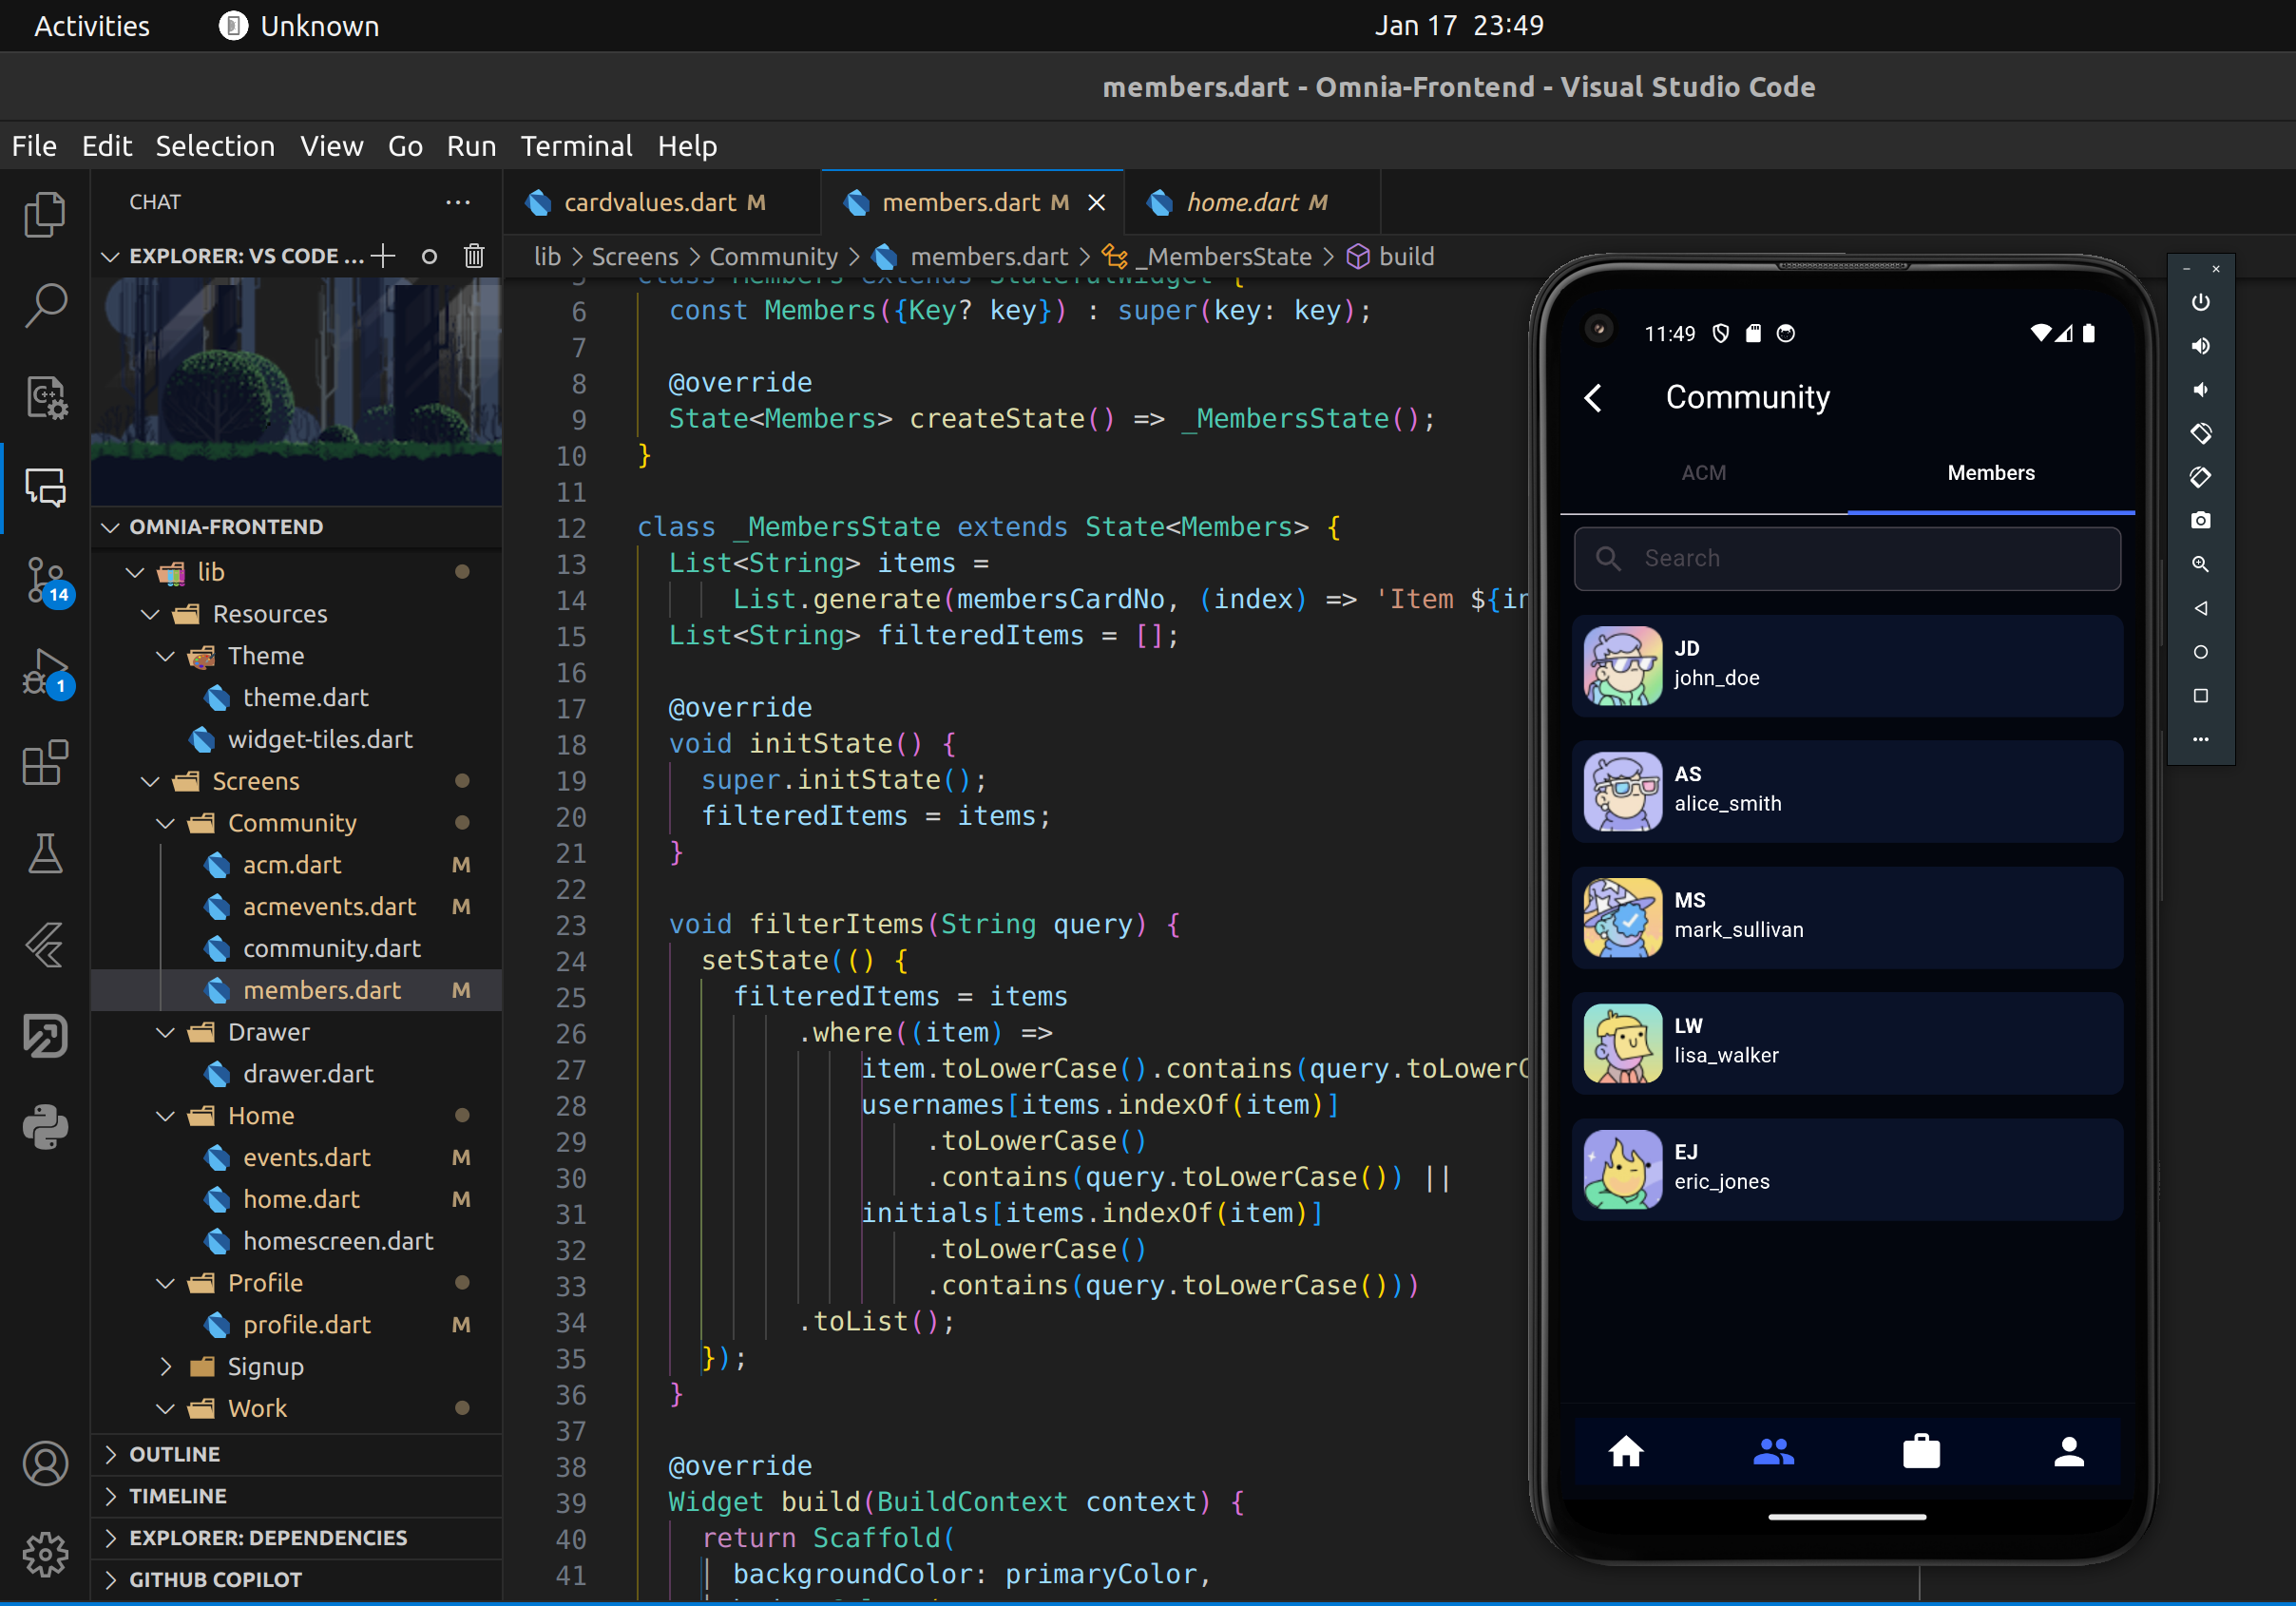 Activities Unknown Jan 17 23:49
members.dart - Omnia-Frontend - Visual Studio Code
File Edit Selection View Go Run Terminal Help
CHAT
EXPLORER: VS CODE ...
OMNIA-FRONTEND
lib
Resources
Theme
theme.dart
widget-tiles.dart
Screens
Community
acm.dart M
acmevents.dart M
community.dart
members.dart M
Drawer
drawer.dart
Home
events.dart M
home.dart M
homescreen.dart
Profile
profile.dart M
Signup
Work
OUTLINE
TIMELINE
EXPLORER: DEPENDENCIES
GITHUB COPILOT
14
1
cardvalues.dart M members.dart M home.dart M
lib > Screens > Community > members.dart > _MembersState > build
5 class Members extends StatefulWidget {
6 const Members({Key? key}) : super(key: key);
7
8 @override
9 State<Members> createState() => _MembersState();
10 }
11
12 class _MembersState extends State<Members> {
13 List<String> items =
14 List.generate(membersCardNo, (index) => 'Item ${in
15 List<String> filteredItems = [];
16
17 @override
18 void initState() {
19 super.initState();
20 filteredItems = items;
21 }
22
23 void filterItems(String query) {
24 setState(() {
25 filteredItems = items
26 .where((item) =>
27 item.toLowerCase().contains(query.toLowerC
28 usernames[items.indexOf(item)]
29 .toLowerCase()
30 .contains(query.toLowerCase()) ||
31 initials[items.indexOf(item)]
32 .toLowerCase()
33 .contains(query.toLowerCase()))
34 .toList();
35 });
36 }
37
38 @override
39 Widget build(BuildContext context) {
40 return Scaffold(
41 backgroundColor: primaryColor,
11:49
Community
ACM Members
Search
JD
john_doe
AS
alice_smith
MS
mark_sullivan
LW
lisa_walker
EJ
eric_jones